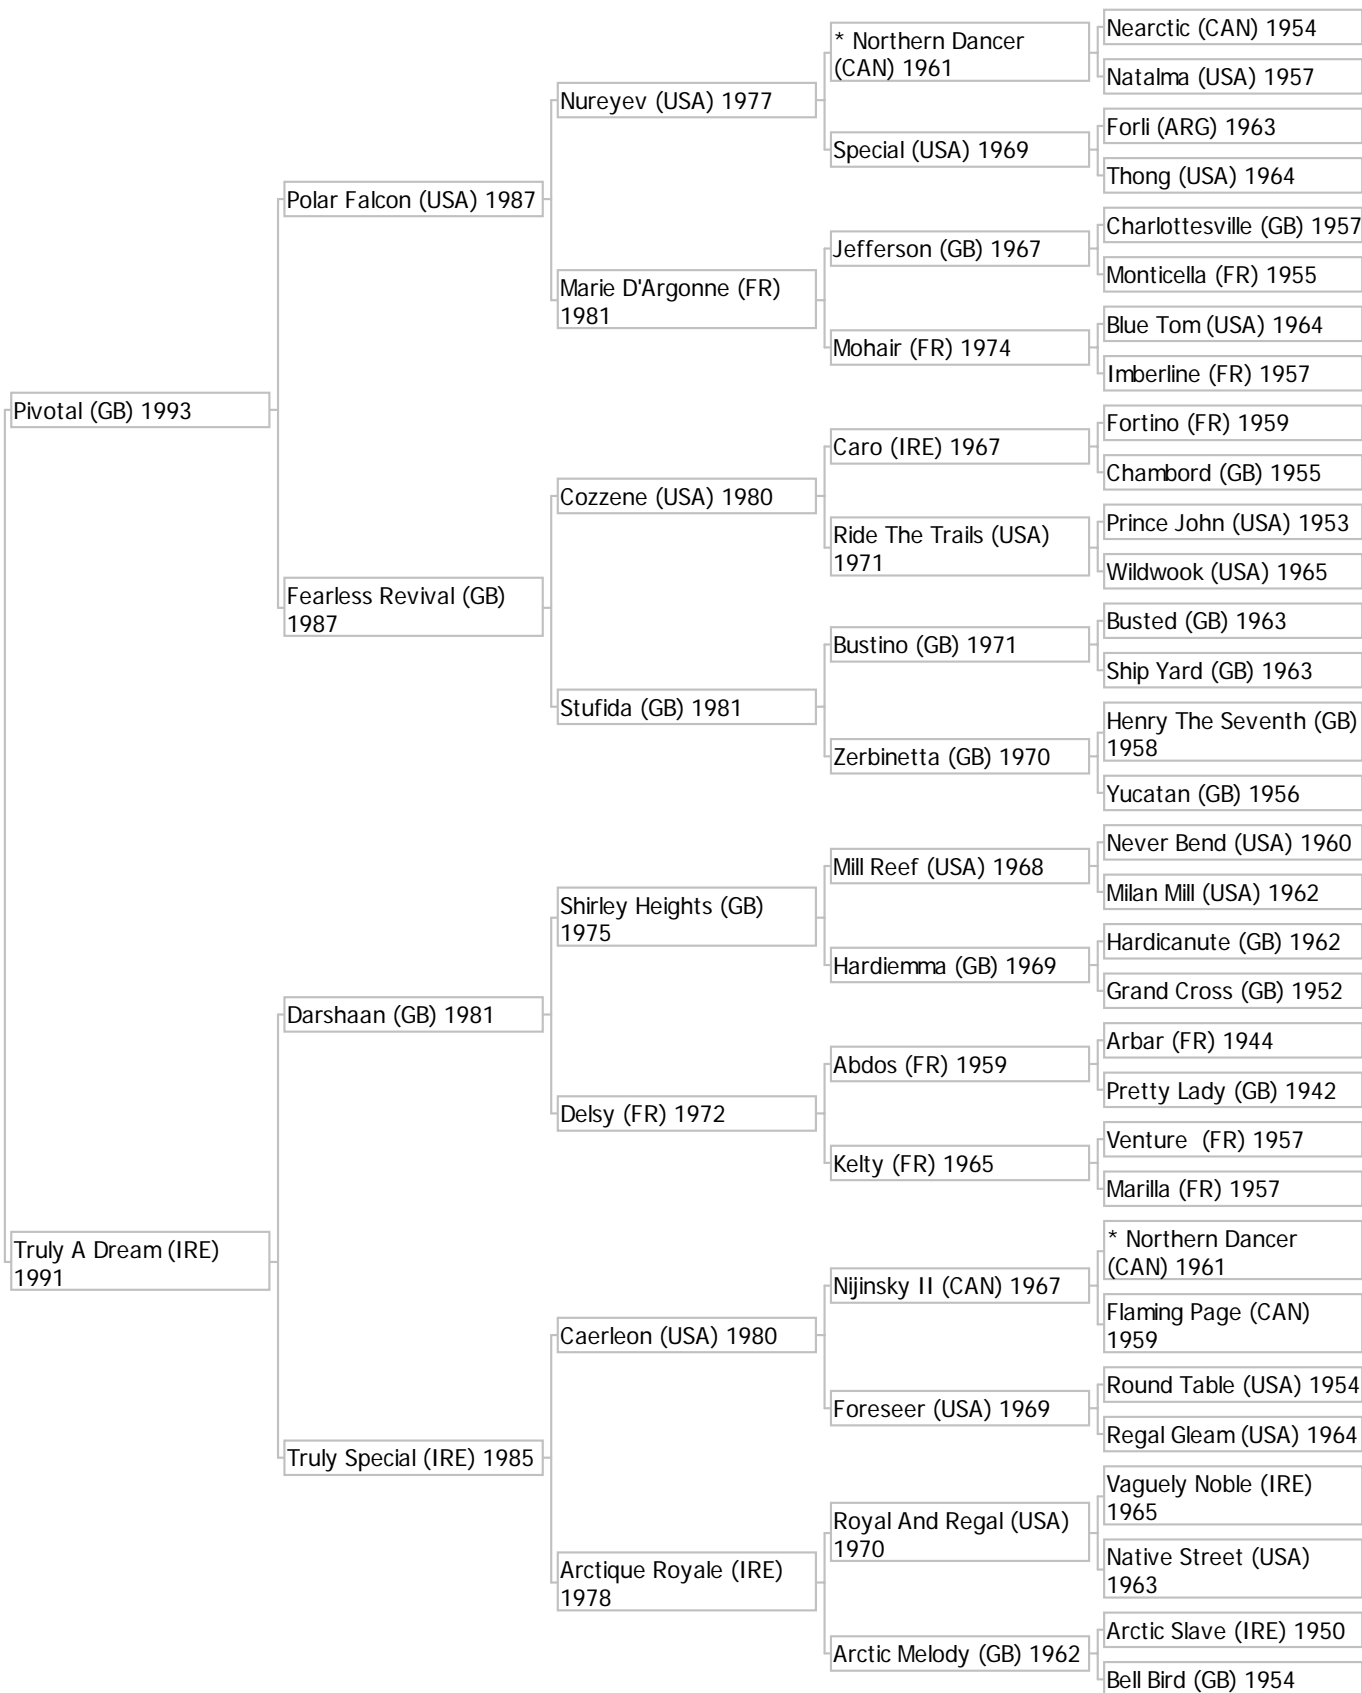 Pivotal (GB) 1993
Truly A Dream (IRE)
1991
Polar Falcon (USA) 1987
Fearless Revival (GB)
1987
Darshaan (GB) 1981
Truly Special (IRE) 1985
Nureyev (USA) 1977
Marie D'Argonne (FR)
1981
Cozzene (USA) 1980
Stufida (GB) 1981
Shirley Heights (GB)
1975
Delsy (FR) 1972
Caerleon (USA) 1980
Arctique Royale (IRE)
1978
* Northern Dancer
(CAN) 1961
Special (USA) 1969
Jefferson (GB) 1967
Mohair (FR) 1974
Caro (IRE) 1967
Ride The Trails (USA)
1971
Bustino (GB) 1971
Zerbinetta (GB) 1970
Mill Reef (USA) 1968
Hardiemma (GB) 1969
Abdos (FR) 1959
Kelty (FR) 1965
Nijinsky II (CAN) 1967
Foreseer (USA) 1969
Royal And Regal (USA)
1970
Arctic Melody (GB) 1962
Nearctic (CAN) 1954
Natalma (USA) 1957
Forli (ARG) 1963
Thong (USA) 1964
Charlottesville (GB) 1957
Monticella (FR) 1955
Blue Tom (USA) 1964
Imberline (FR) 1957
Fortino (FR) 1959
Chambord (GB) 1955
Prince John (USA) 1953
Wildwook (USA) 1965
Busted (GB) 1963
Ship Yard (GB) 1963
Henry The Seventh (GB)
1958
Yucatan (GB) 1956
Never Bend (USA) 1960
Milan Mill (USA) 1962
Hardicanute (GB) 1962
Grand Cross (GB) 1952
Arbar (FR) 1944
Pretty Lady (GB) 1942
Venture  (FR) 1957
Marilla (FR) 1957
* Northern Dancer
(CAN) 1961
Flaming Page (CAN)
1959
Round Table (USA) 1954
Regal Gleam (USA) 1964
Vaguely Noble (IRE)
1965
Native Street (USA)
1963
Arctic Slave (IRE) 1950
Bell Bird (GB) 1954